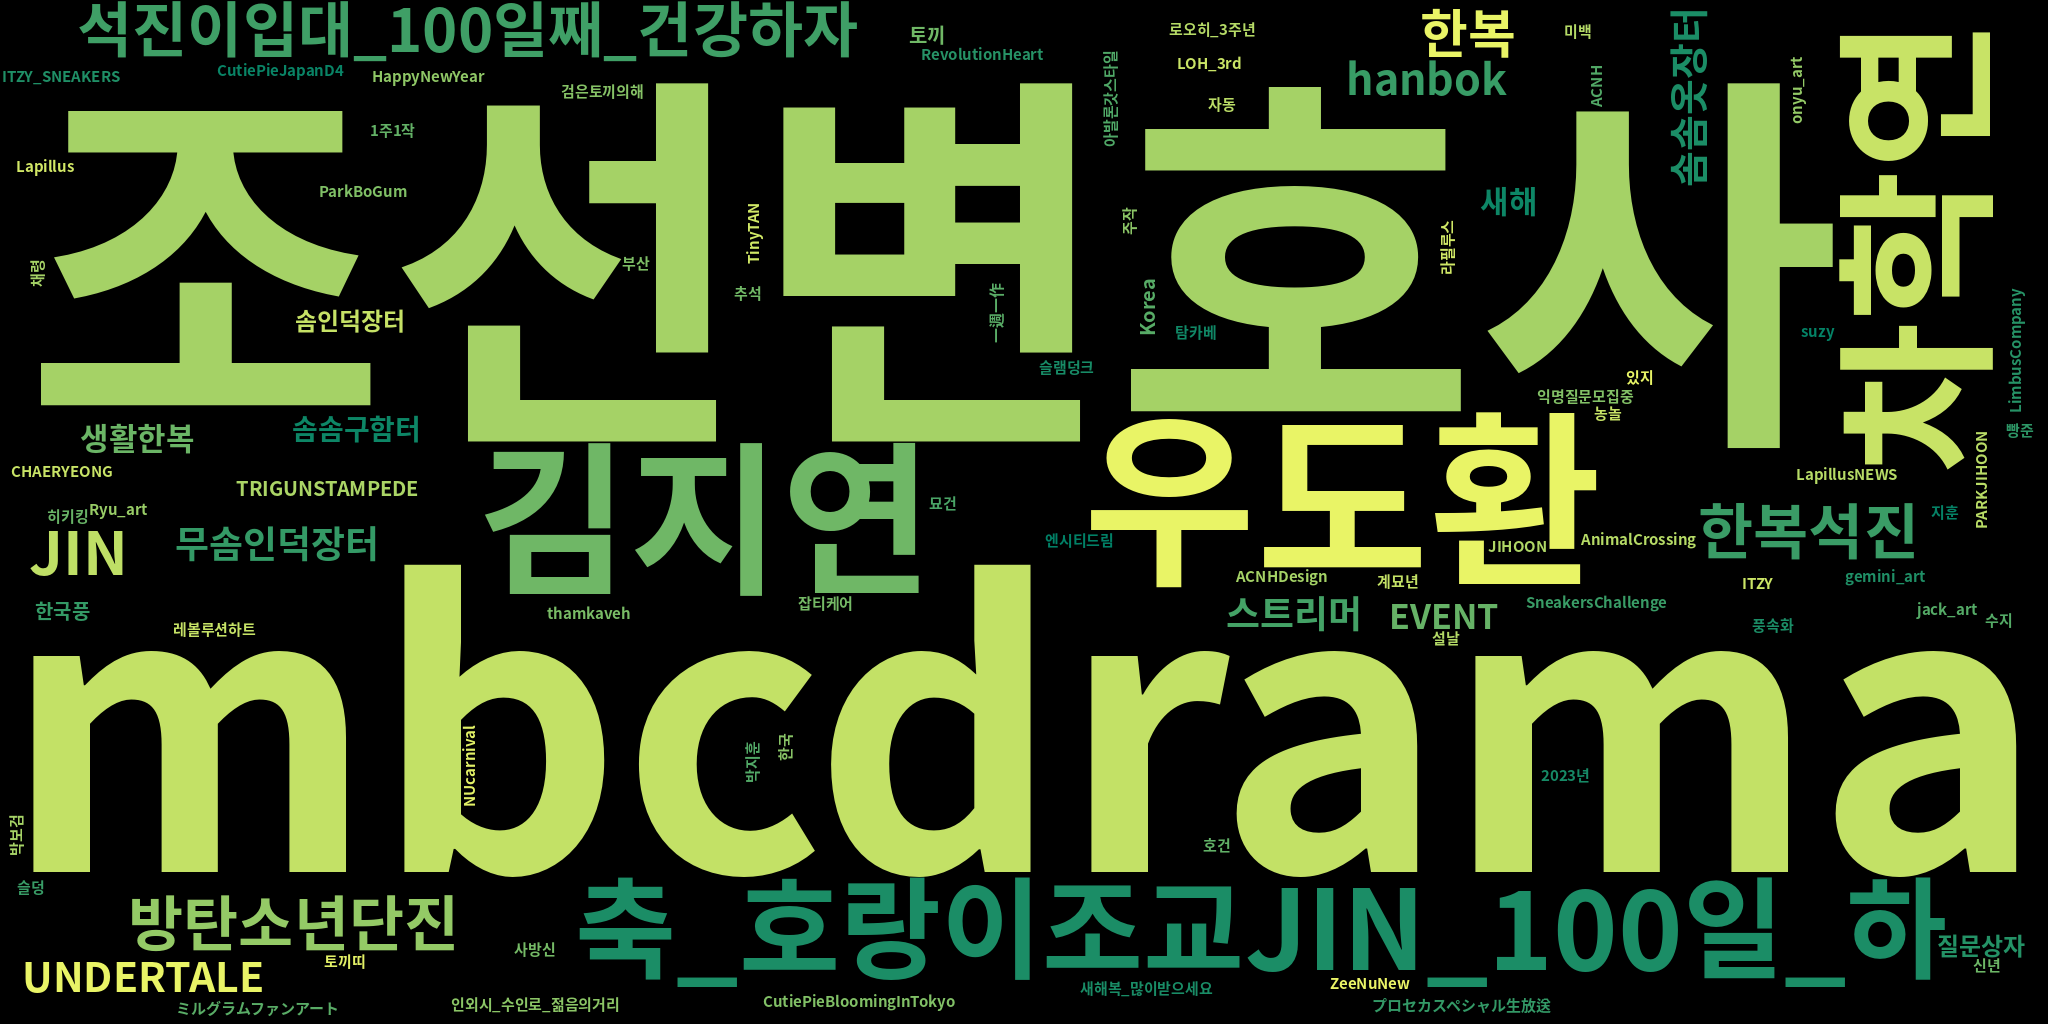 석진이입대_100일째_건강하자
토끼
RevolutionHeart
로오히_3주년
한복
미백
ITZY_SNEAKERS
CutiePieJapanD4
HappyNewYear
검은토끼의해
LOH_3rd
hanbok
ACNH
솜솜옷장터
onyu_art
차학연
야발론갓스타일
자동
1주1작
Lapillus
ParkBoGum
조선변호사
TinyTAN
주작
라필루스
새해
채령
부산
추석
一週一作
Korea
탐카베
suzy
LimbusCompany
솜인덕장터
슬램덩크
있지
익명질문모집중
농놀
빵준
생활한복
솜솜구함터
CHAERYEONG
TRIGUNSTAMPEDE
김지연
묘건
우도환
LapillusNEWS
PARKJIHOON
히키킹
Ryu_art
JIN
무솜인덕장터
엔시티드림
JIHOON
AnimalCrossing
한복석진
지훈
ACNHDesign
계묘년
ITZY
gemini_art
한국풍
thamkaveh
잡티케어
스트리머
EVENT
SneakersChallenge
jack_art
수지
레볼루션하트
설날
풍속화
mbcdrama
NUcarnival
박지훈
한국
2023년
박보검
호건
슬덩
방탄소년단진
축_호랑이조교JIN_100일_하
질문상자
사방신
토끼띠
신년
UNDERTALE
새해복_많이받으세요
ZeeNuNew
ミルグラムファンアート
인외시_수인로_젊음의거리
CutiePieBloomingInTokyo
プロセカスペシャル生放送